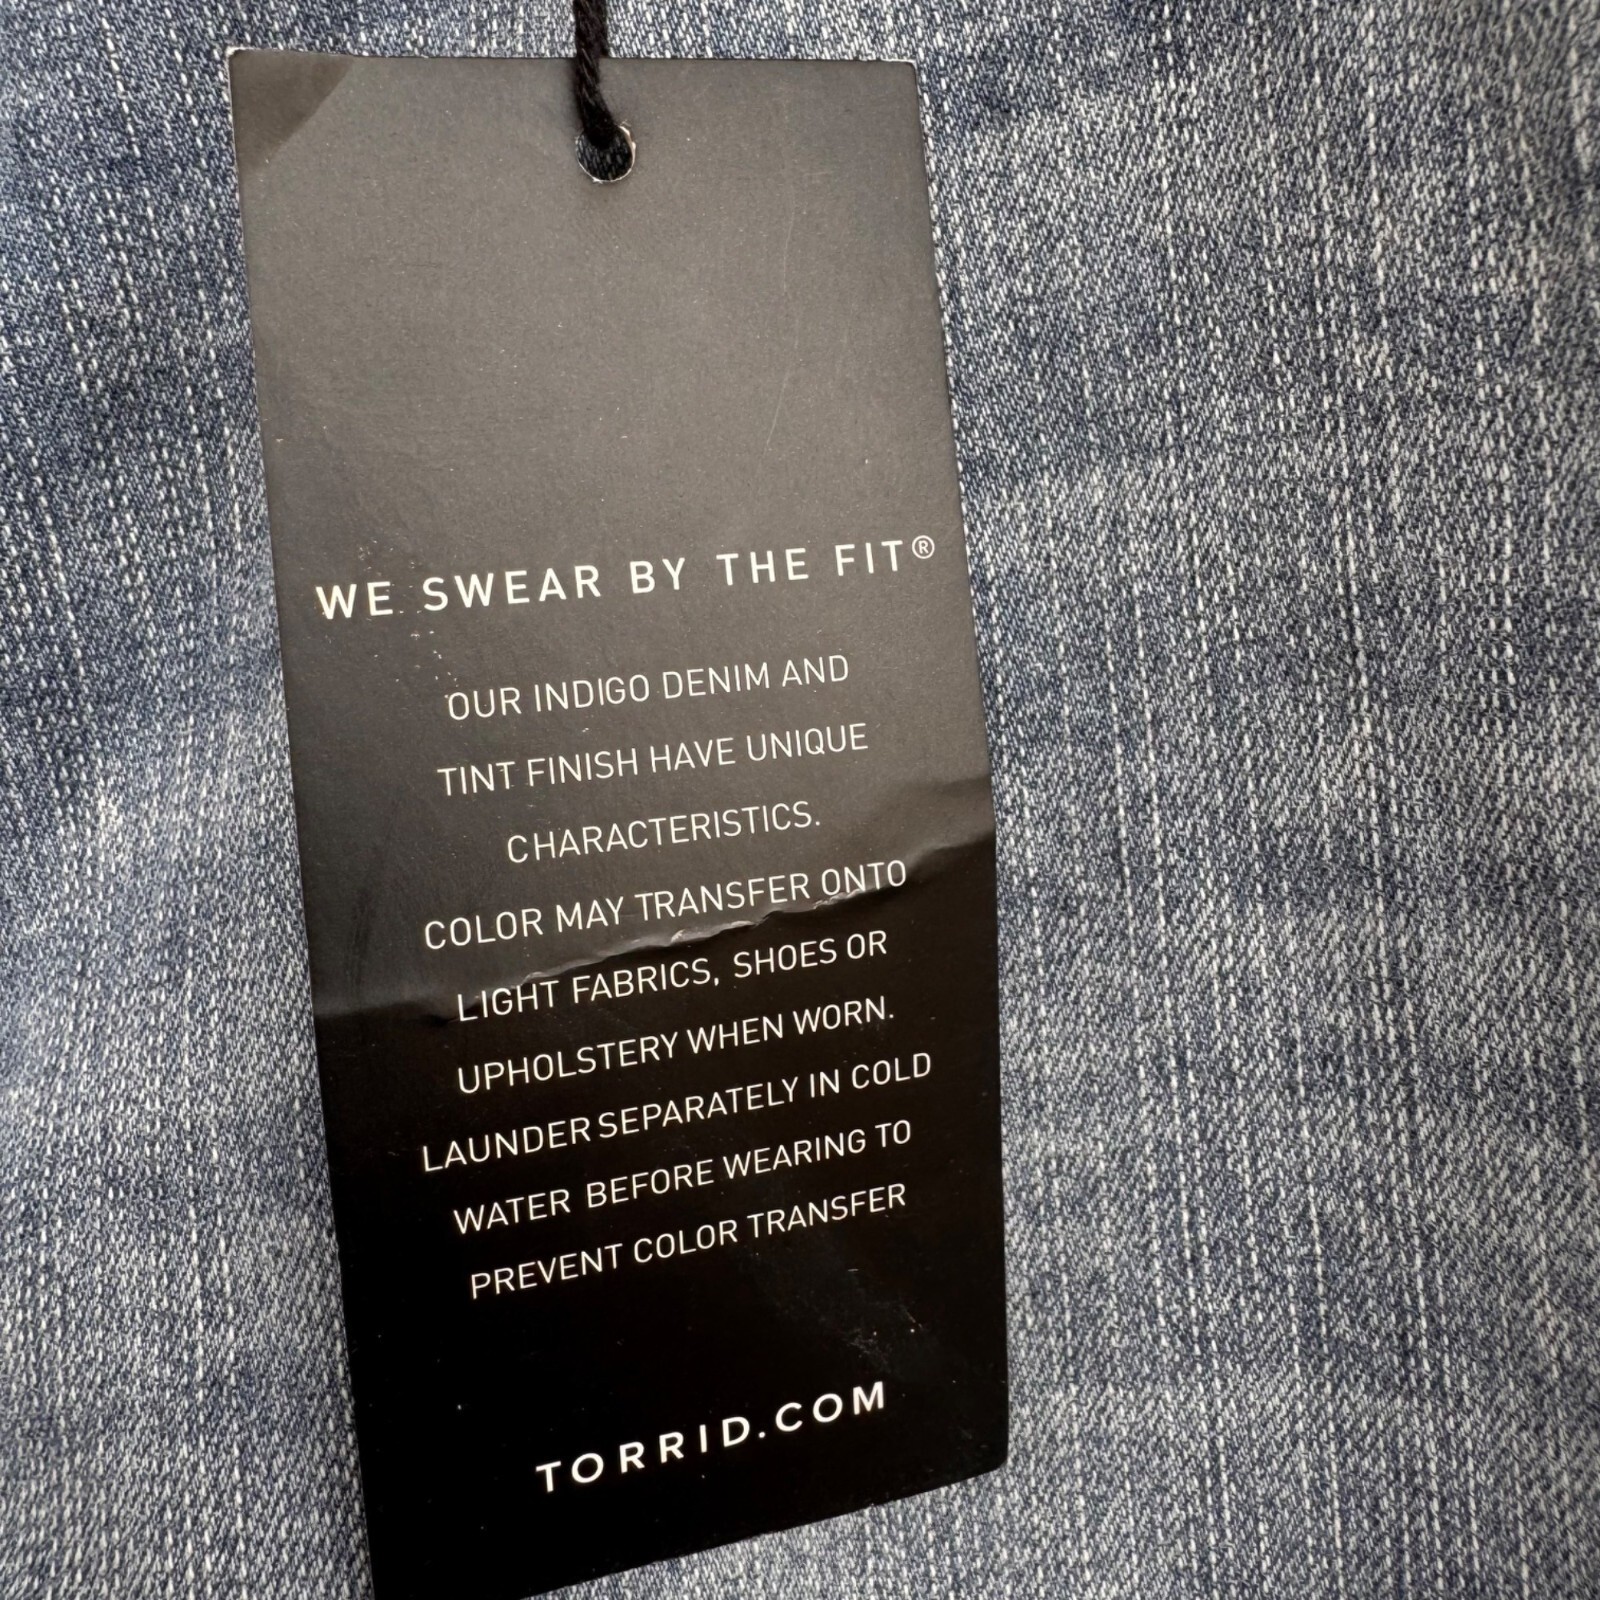 WE SWEAR BY THE FIT®
OUR INDIGO DENIM AND
TINT FINISH HAVE UNIQUE
CHARACTERISTICS.
COLOR MAY TRANSFER ONTO
LIGHT FABRICS, SHOES OR
UPHOLSTERY WHEN WORN.
LAUNDER SEPARATELY IN COLD
WATER BEFORE WEARING TO
PREVENT COLOR TRANSFER
TORRID.COM